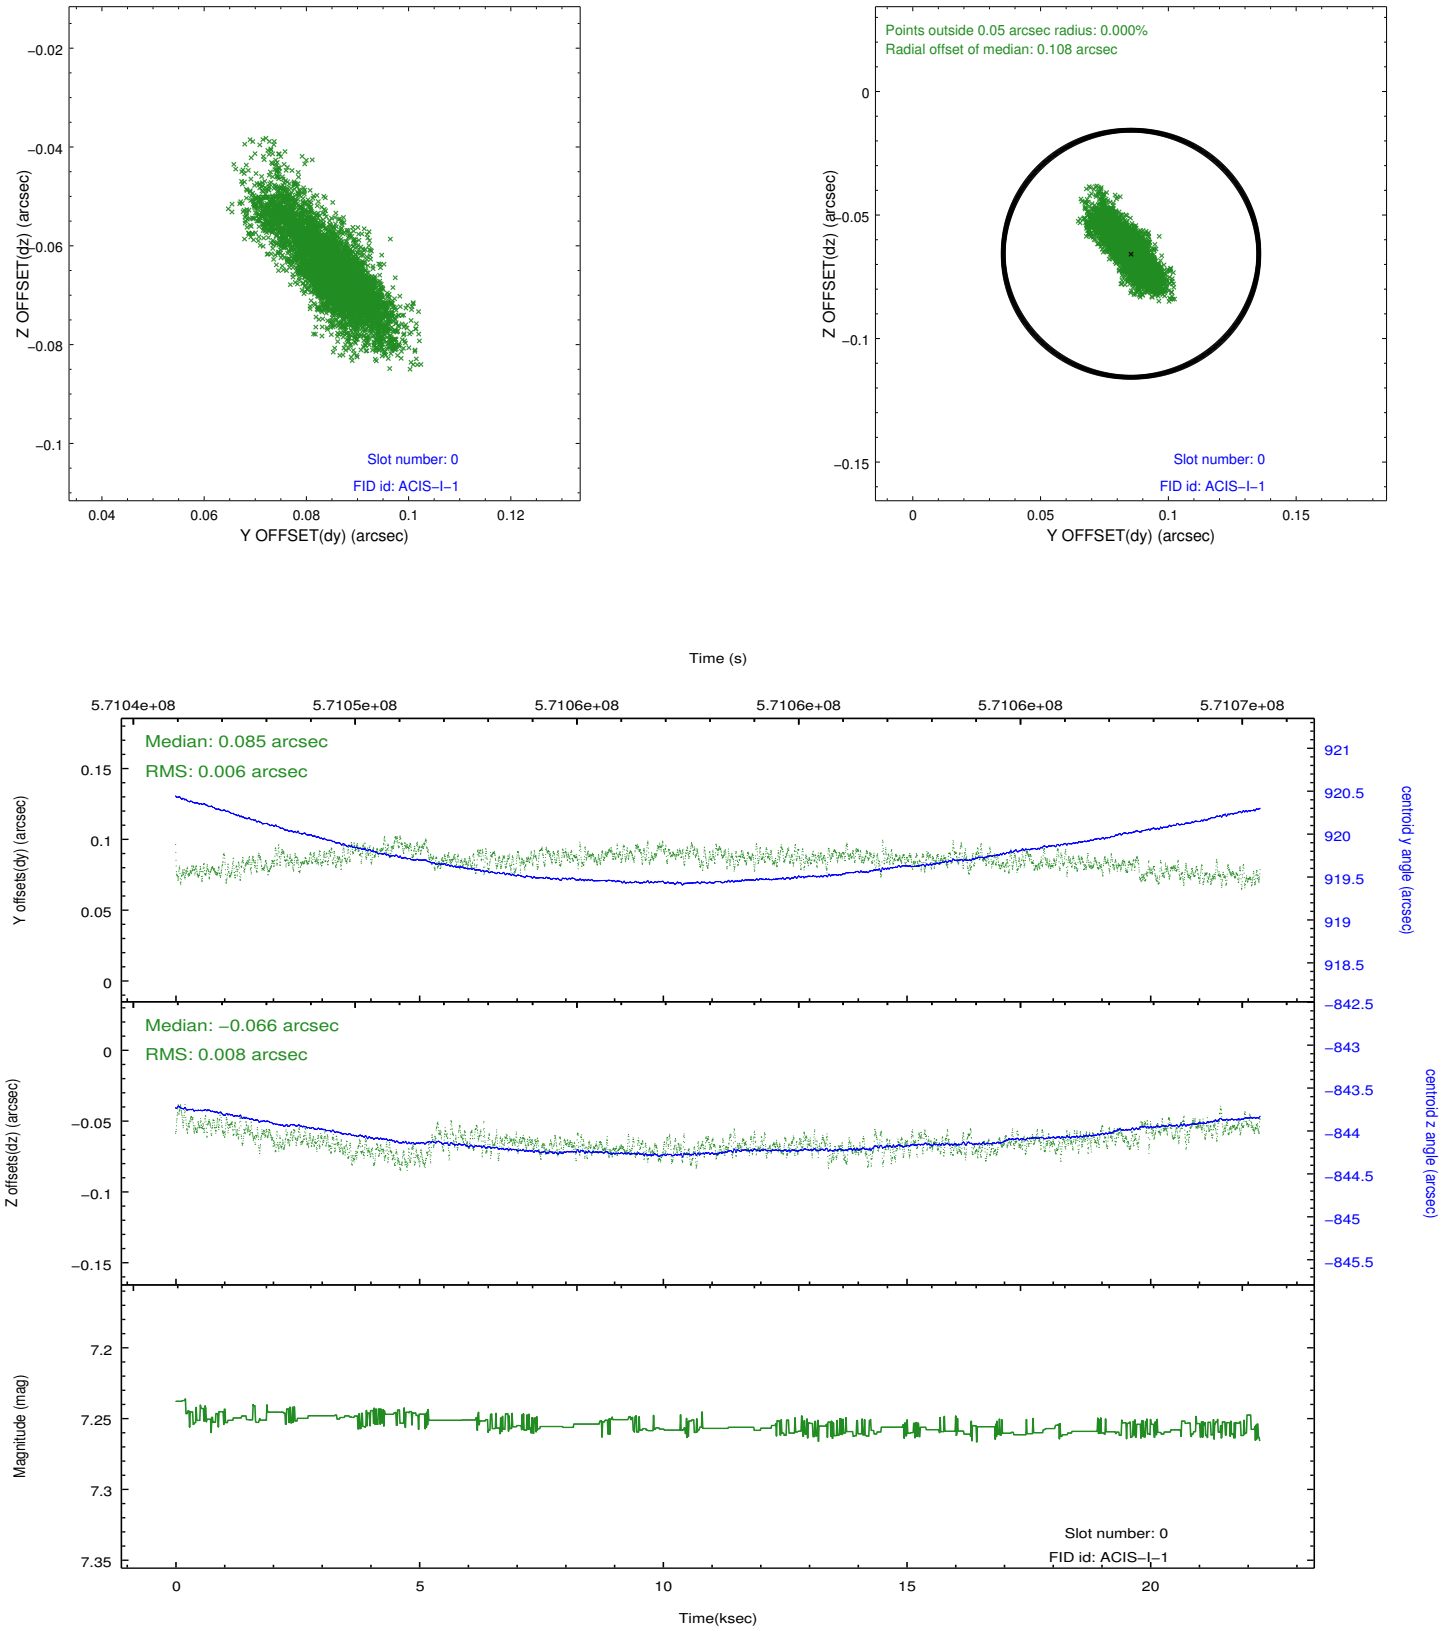 −0.02
−0.04
−0.06
−0.08
−0.1
Z OFFSET(dz) (arcsec)
Slot number: 0
FID id: ACIS−I−1
0.04 0.06 0.08 0.1 0.12
Y OFFSET(dy) (arcsec)
Points outside 0.05 arcsec radius: 0.000%
Radial offset of median: 0.108 arcsec
0
−0.05
−0.1
−0.15
Z OFFSET(dz) (arcsec)
Slot number: 0
FID id: ACIS−I−1
0 0.05 0.1 0.15
Y OFFSET(dy) (arcsec)
Time (s)
5.7104e+08 5.7105e+08 5.7106e+08 5.7106e+08 5.7106e+08 5.7107e+08
Median: 0.085 arcsec
RMS: 0.006 arcsec
0.15
0.1
0.05
0
Y offsets(dy) (arcsec)
921
920.5
920
919.5
919
918.5
centroid y angle (arcsec)
Median: −0.066 arcsec
RMS: 0.008 arcsec
0
−0.05
−0.1
−0.15
Z offsets(dz) (arcsec)
−842.5
−843
−843.5
−844
−844.5
−845
−845.5
centroid z angle (arcsec)
7.2
7.25
7.3
7.35
Magnitude (mag)
Slot number: 0
FID id: ACIS−I−1
0 5 10 15 20
Time(ksec)